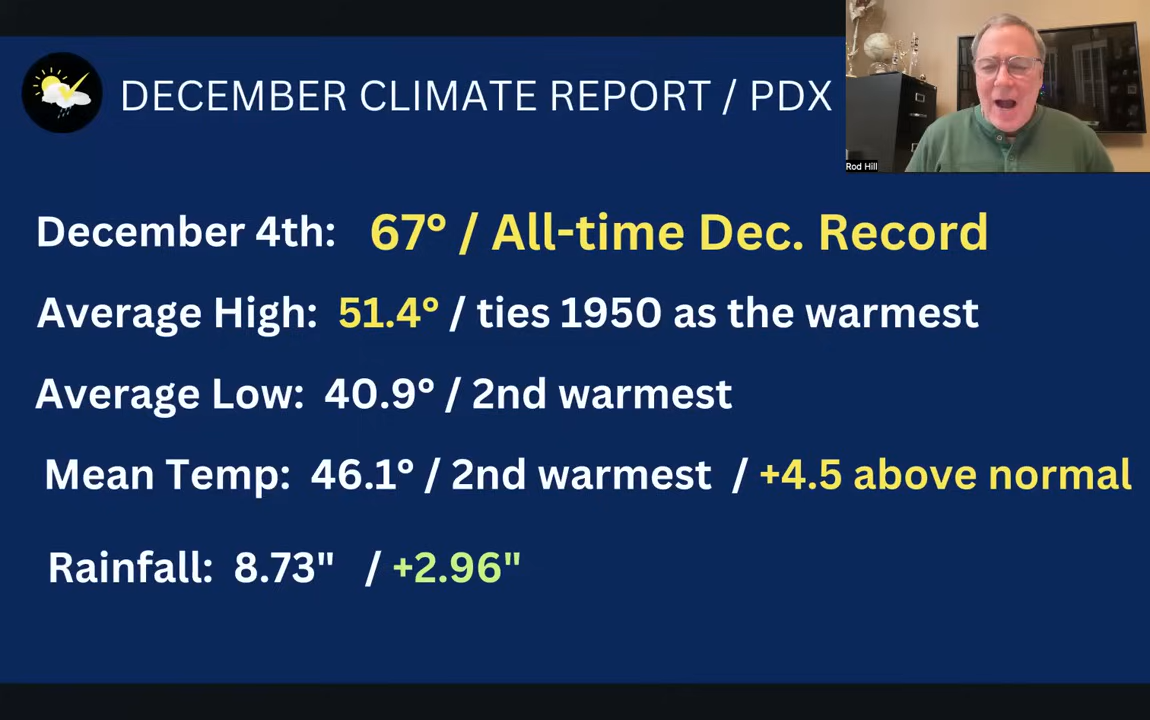 DECEMBER CLIMATE REPORT / PDX
Rod Hill
December 4th: 67° / All-time Dec. Record
Average High: 51.4° / ties 1950 as the warmest
Average Low: 40.9° / 2nd warmest
Mean Temp: 46.1° / 2nd warmest / +4.5 above normal
Rainfall: 8.73" / +2.96"